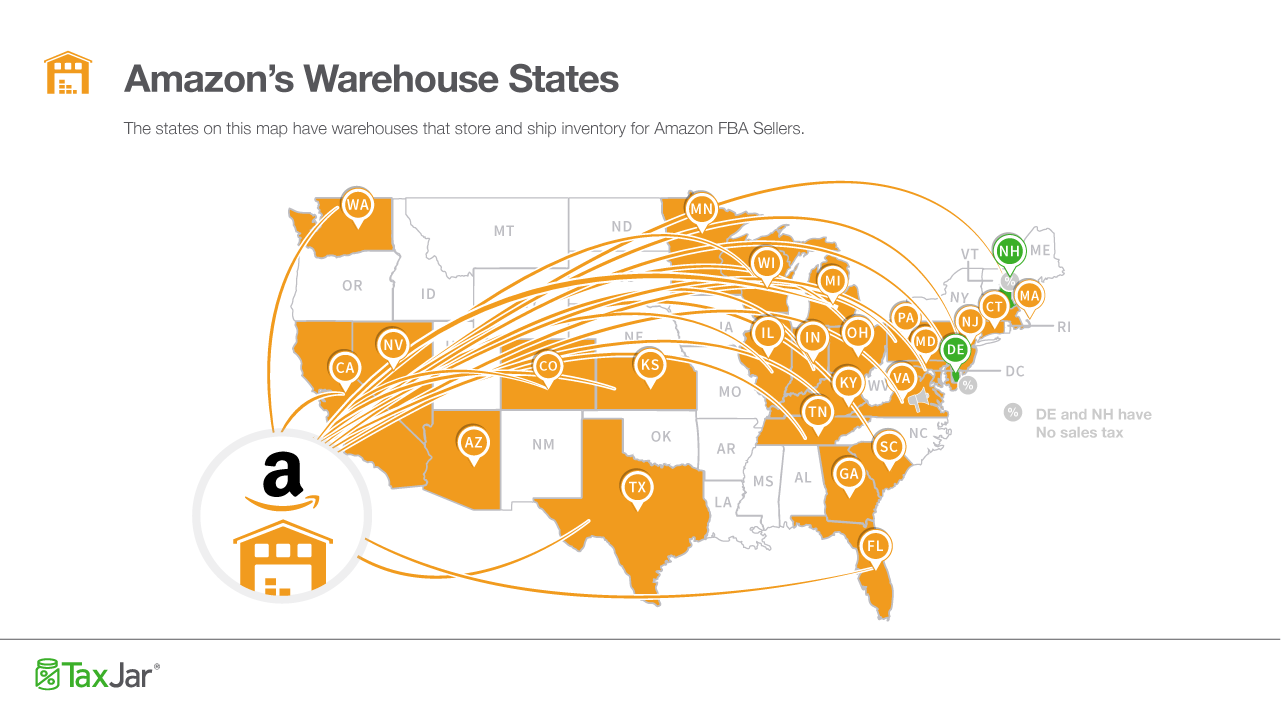 Amazon's Warehouse States
The states on this map have warehouses that store and ship inventory for Amazon FBA Sellers.
WA
MT
ND
MN
OR
ID
WI
MI
VT
NH
ME
%
NY
CT
MA
RI
NV
CA
CO
NE
KS
IA
IL
IN
OH
PA
NJ
MD
DE
DC
%
MO
KY
WV
VA
TN
AZ
NM
OK
AR
NC
SC
TX
LA
MS
AL
GA
FL
% DE and NH have
No sales tax
a
TaxJar®